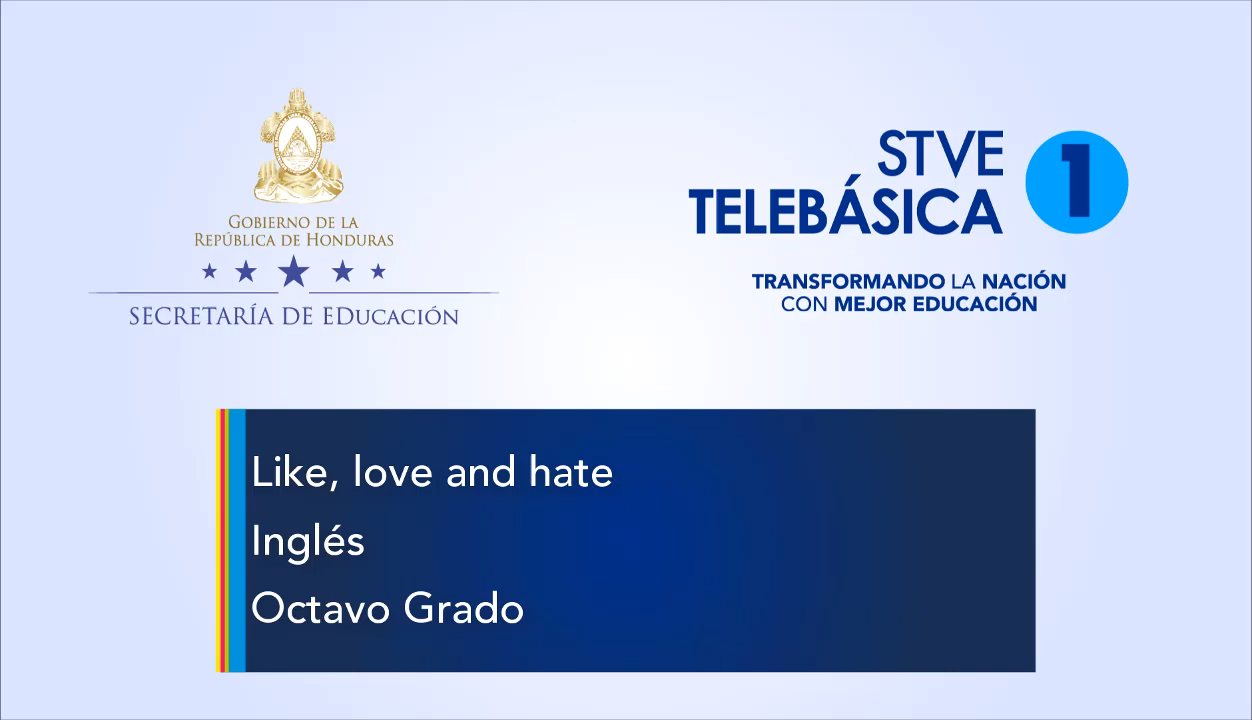 GOBIERNO DE LA
REPÚBLICA DE HONDURAS
SECRETARÍA DE EDUCACIÓN
STVE
TELEBÁSICA
1
TRANSFORMANDO LA NACIÓN
CON MEJOR EDUCACIÓN
Like, love and hate
Inglés
Octavo Grado